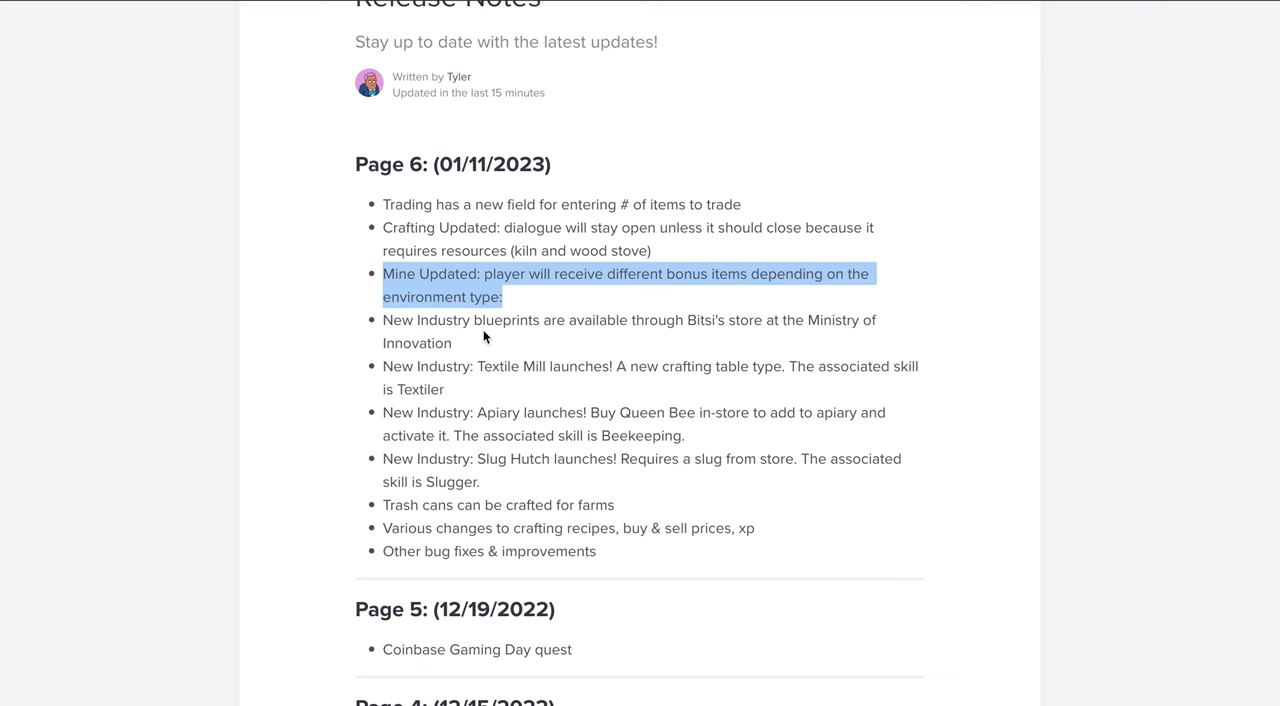 Release Notes
Stay up to date with the latest updates!
Written by Tyler
Updated in the last 15 minutes
Page 6: (01/11/2023)
• Trading has a new field for entering # of items to trade
• Crafting Updated: dialogue will stay open unless it should close because it
requires resources (kiln and wood stove)
• Mine Updated: player will receive different bonus items depending on the
environment type:
• New Industry blueprints are available through Bitsi's store at the Ministry of
Innovation
• New Industry: Textile Mill launches! A new crafting table type. The associated skill
is Textiler
• New Industry: Apiary launches! Buy Queen Bee in-store to add to apiary and
activate it. The associated skill is Beekeeping.
• New Industry: Slug Hutch launches! Requires a slug from store. The associated
skill is Slugger.
• Trash cans can be crafted for farms
• Various changes to crafting recipes, buy & sell prices, xp
• Other bug fixes & improvements
Page 5: (12/19/2022)
• Coinbase Gaming Day quest
Page 4: (12/15/2022)